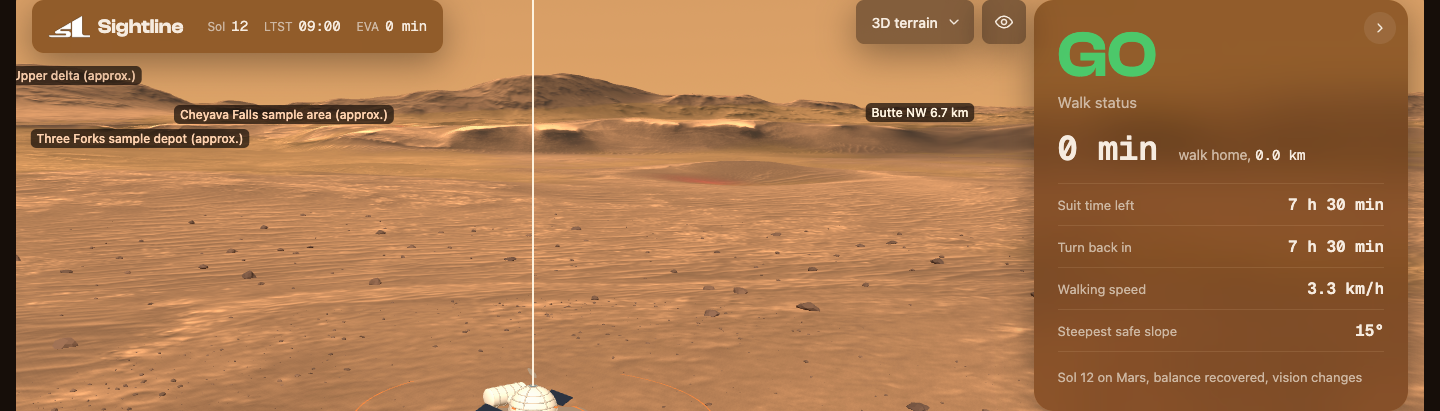 Sightline Sol 12 LTST 09:00 EVA 0 min
3D terrain
Upper delta (approx.)
Cheyava Falls sample area (approx.)
Three Forks sample depot (approx.)
Butte NW 6.7 km
GO
Walk status
0 min walk home, 0.0 km
Suit time left 7 h 30 min
Turn back in 7 h 30 min
Walking speed 3.3 km/h
Steepest safe slope 15°
Sol 12 on Mars, balance recovered, vision changes